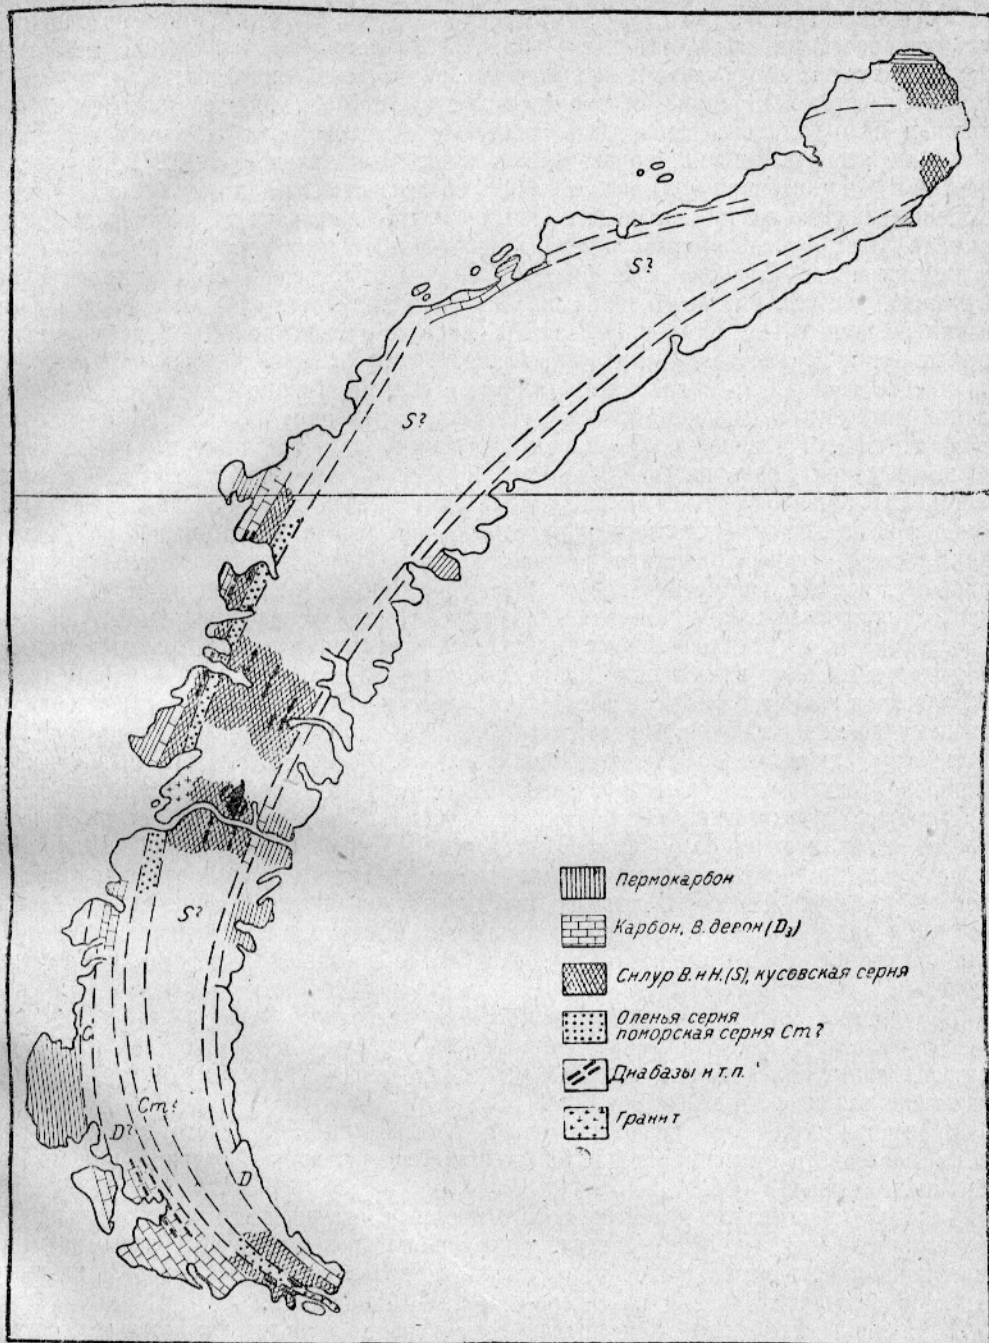 S?
S?
S?
C
Cm?
D?
D
Пермокарбон
Карбон, В. девон (D₃)
Силур В. и Н. (S), кусовская серия
Оленья серия
поморская серия Cm?
Диабазы и т.п.
Гранит